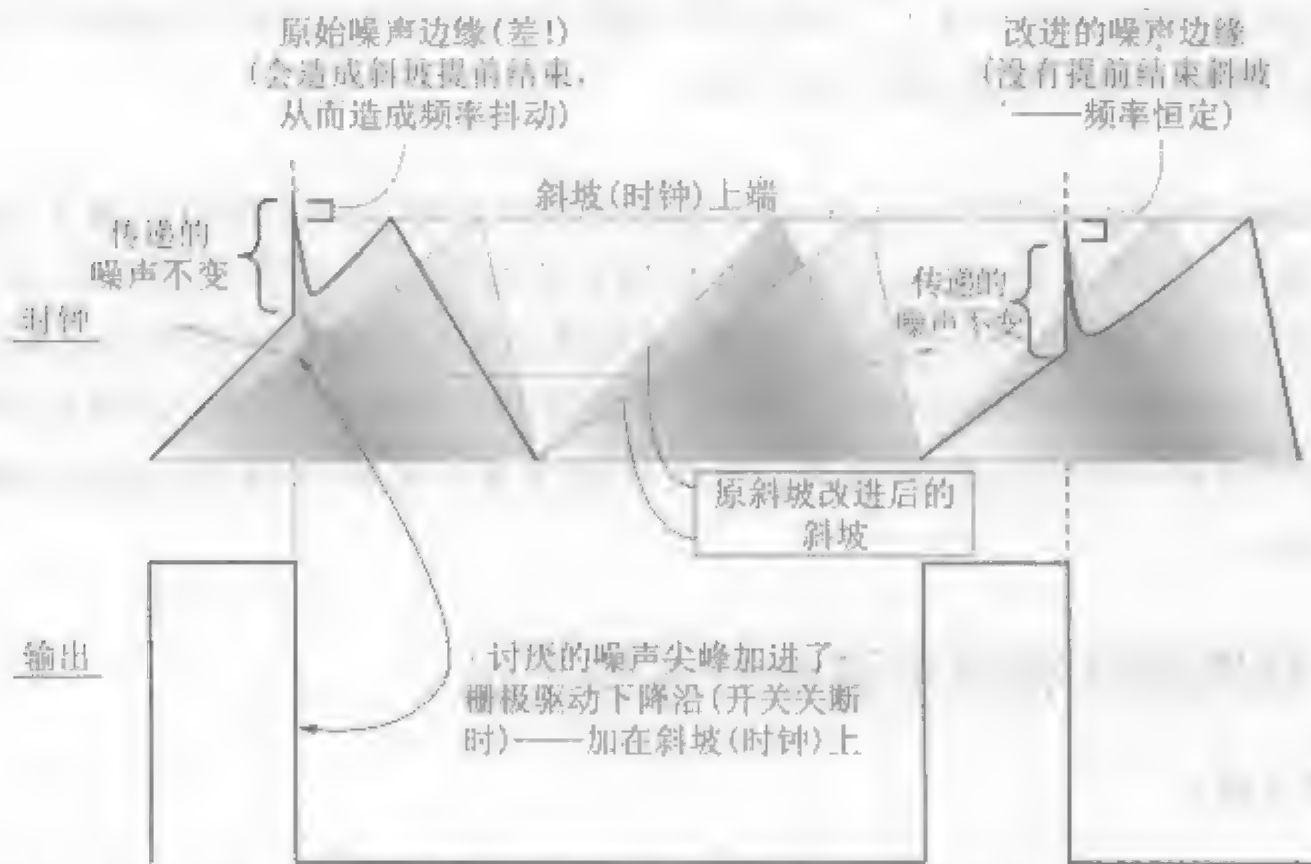 原始噪声边缘(差!)
(会造成斜坡提前结束,
从而造成频率抖动)
改进的噪声边缘
(没有提前结束斜坡
——频率恒定)
斜坡(时钟)上端
传递的
噪声不变
传递的
噪声不变
时钟
原斜坡改进后的
斜坡
输出
讨厌的噪声尖峰加进了
栅极驱动下降沿(开关关断
时)——加在斜坡(时钟)上